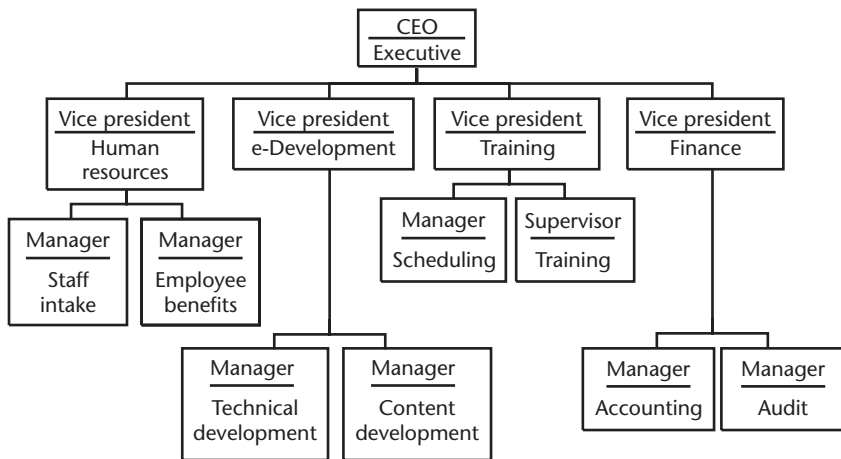 CEO
Executive
Vice president
Human
resources
Vice president
e-Development
Vice president
Training
Vice president
Finance
Manager
Staff
intake
Manager
Employee
benefits
Manager
Scheduling
Supervisor
Training
Manager
Technical
development
Manager
Content
development
Manager
Accounting
Manager
Audit